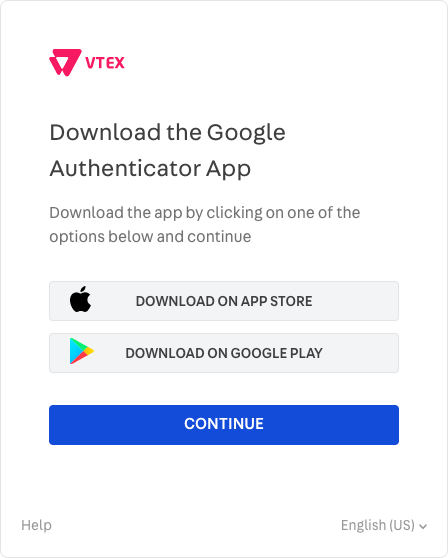 VTEX
Download the Google
Authenticator App
Download the app by clicking on one of the
options below and continue
DOWNLOAD ON APP STORE
DOWNLOAD ON GOOGLE PLAY
CONTINUE
Help
English (US)